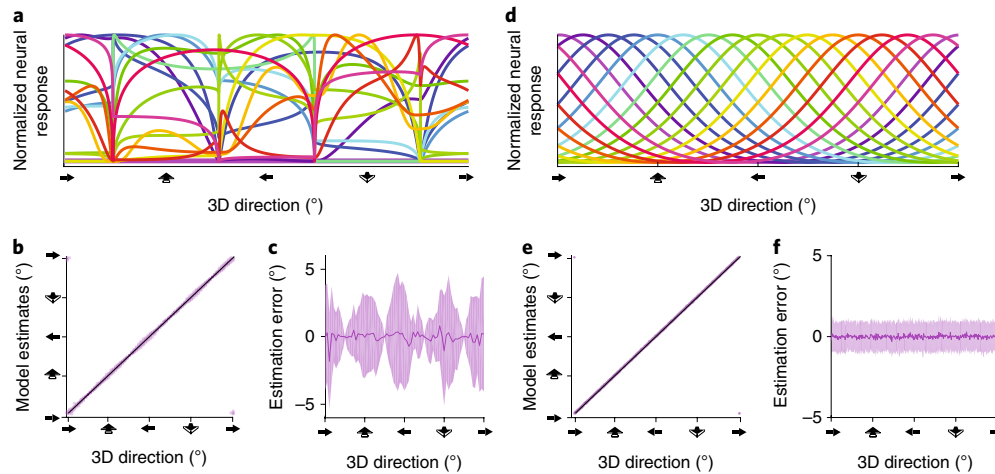 a
Normalized neural
response
3D direction (°)
d
Normalized neural
response
3D direction (°)
b
Model estimates (°)
3D direction (°)
c
Estimation error (°)
5
0
–5
3D direction (°)
e
Model estimates (°)
3D direction (°)
f
Estimation error (°)
5
0
–5
3D direction (°)